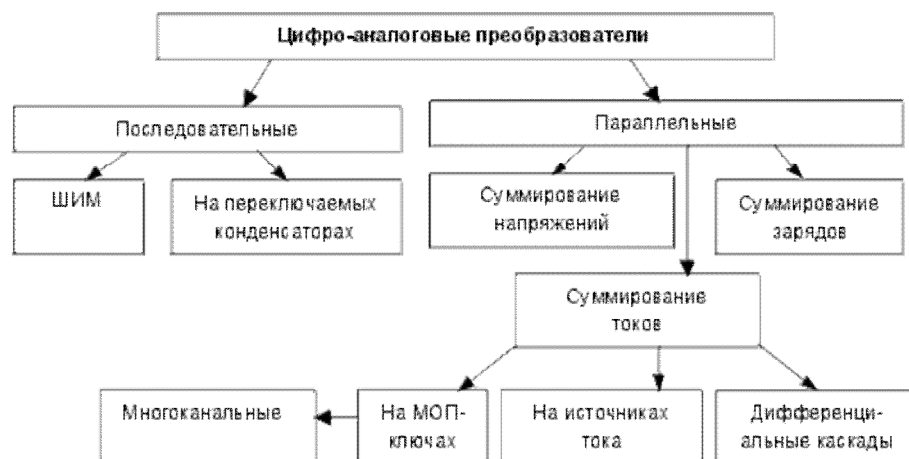 Цифро-аналоговые преобразователи
Последовательные
Параллельные
ШИМ
На переключаемых
конденсаторах
Суммирование
напряжений
Суммирование
зарядов
Суммирование
токов
Многоканальные
На МОП-
ключах
На источниках
тока
Дифференци-
альные каскады